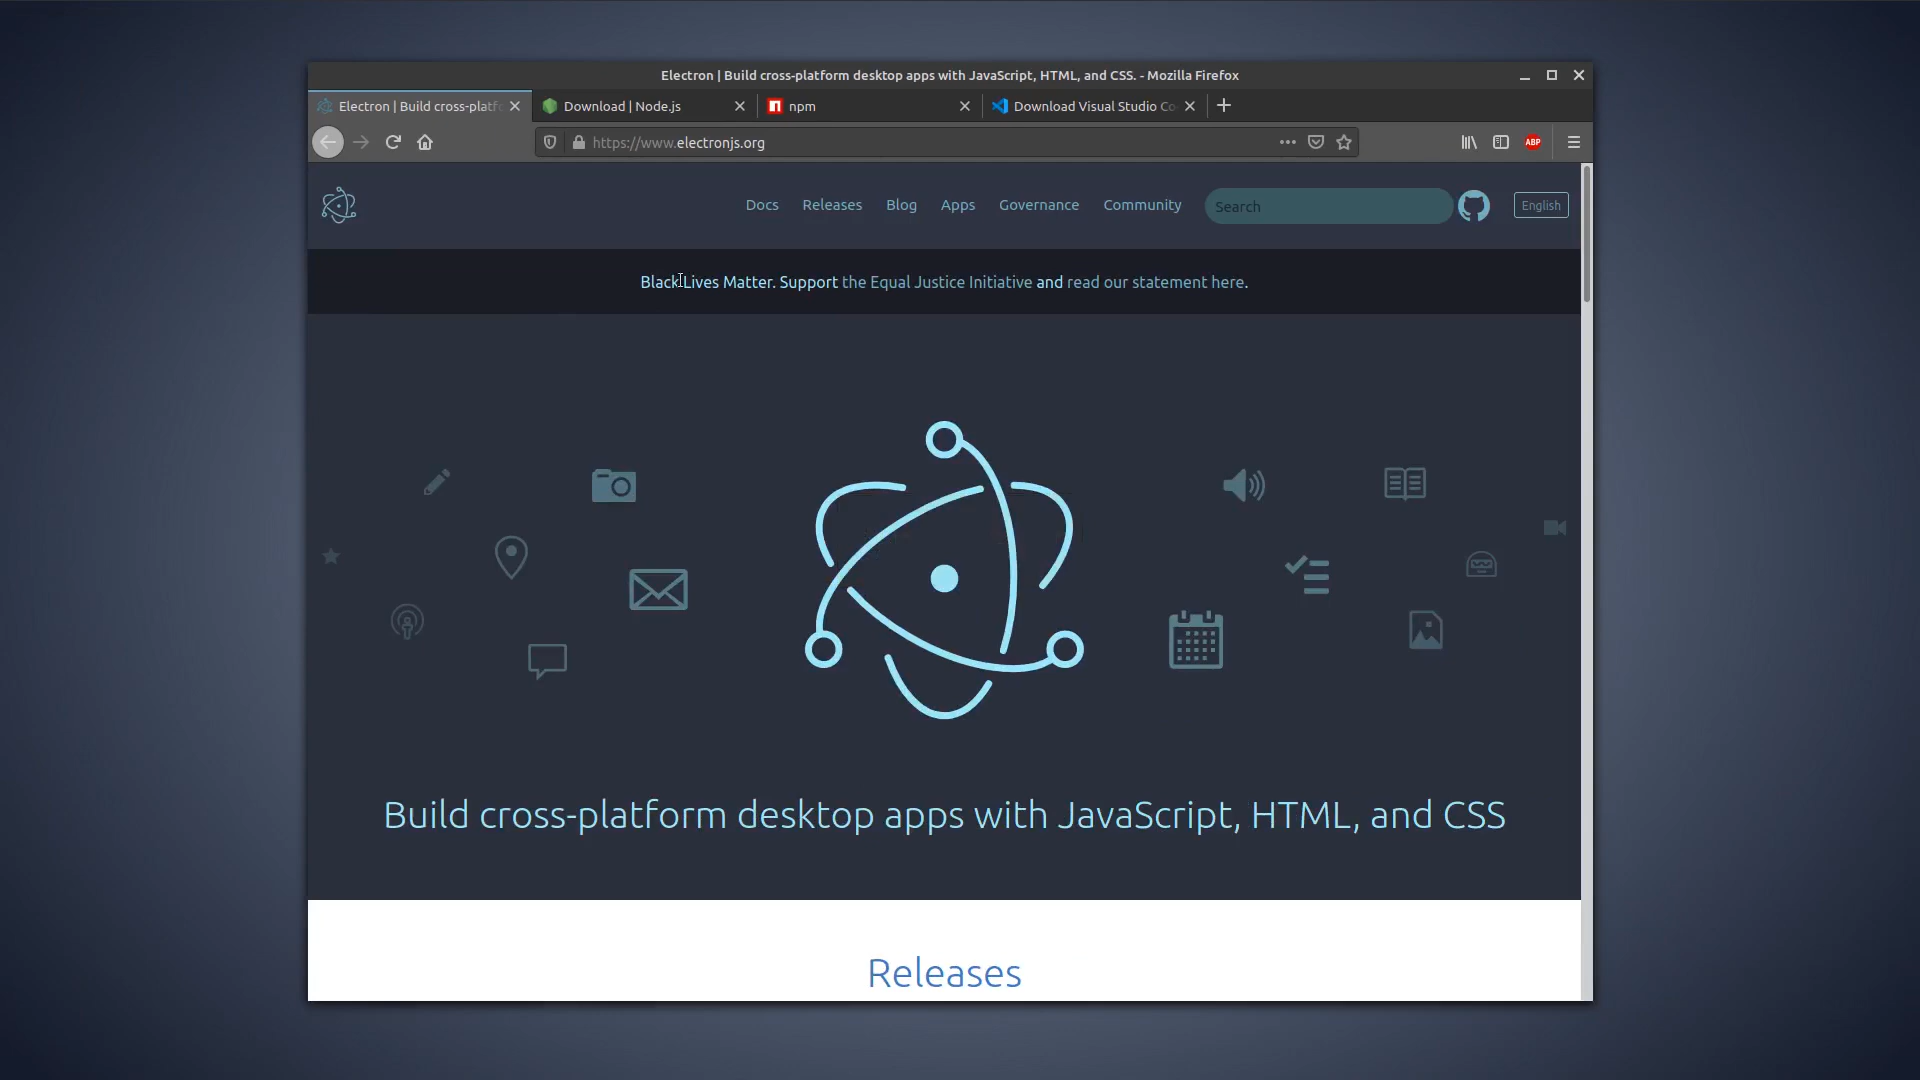 Electron | Build cross-platform desktop apps with JavaScript, HTML, and CSS. - Mozilla Firefox
Electron | Build cross-platf
Download | Node.js
npm
Download Visual Studio Co
https://www.electronjs.org
ABP
Docs
Releases
Blog
Apps
Governance
Community
Search
English
Black Lives Matter. Support the Equal Justice Initiative and read our statement here.
Build cross-platform desktop apps with JavaScript, HTML, and CSS
Releases